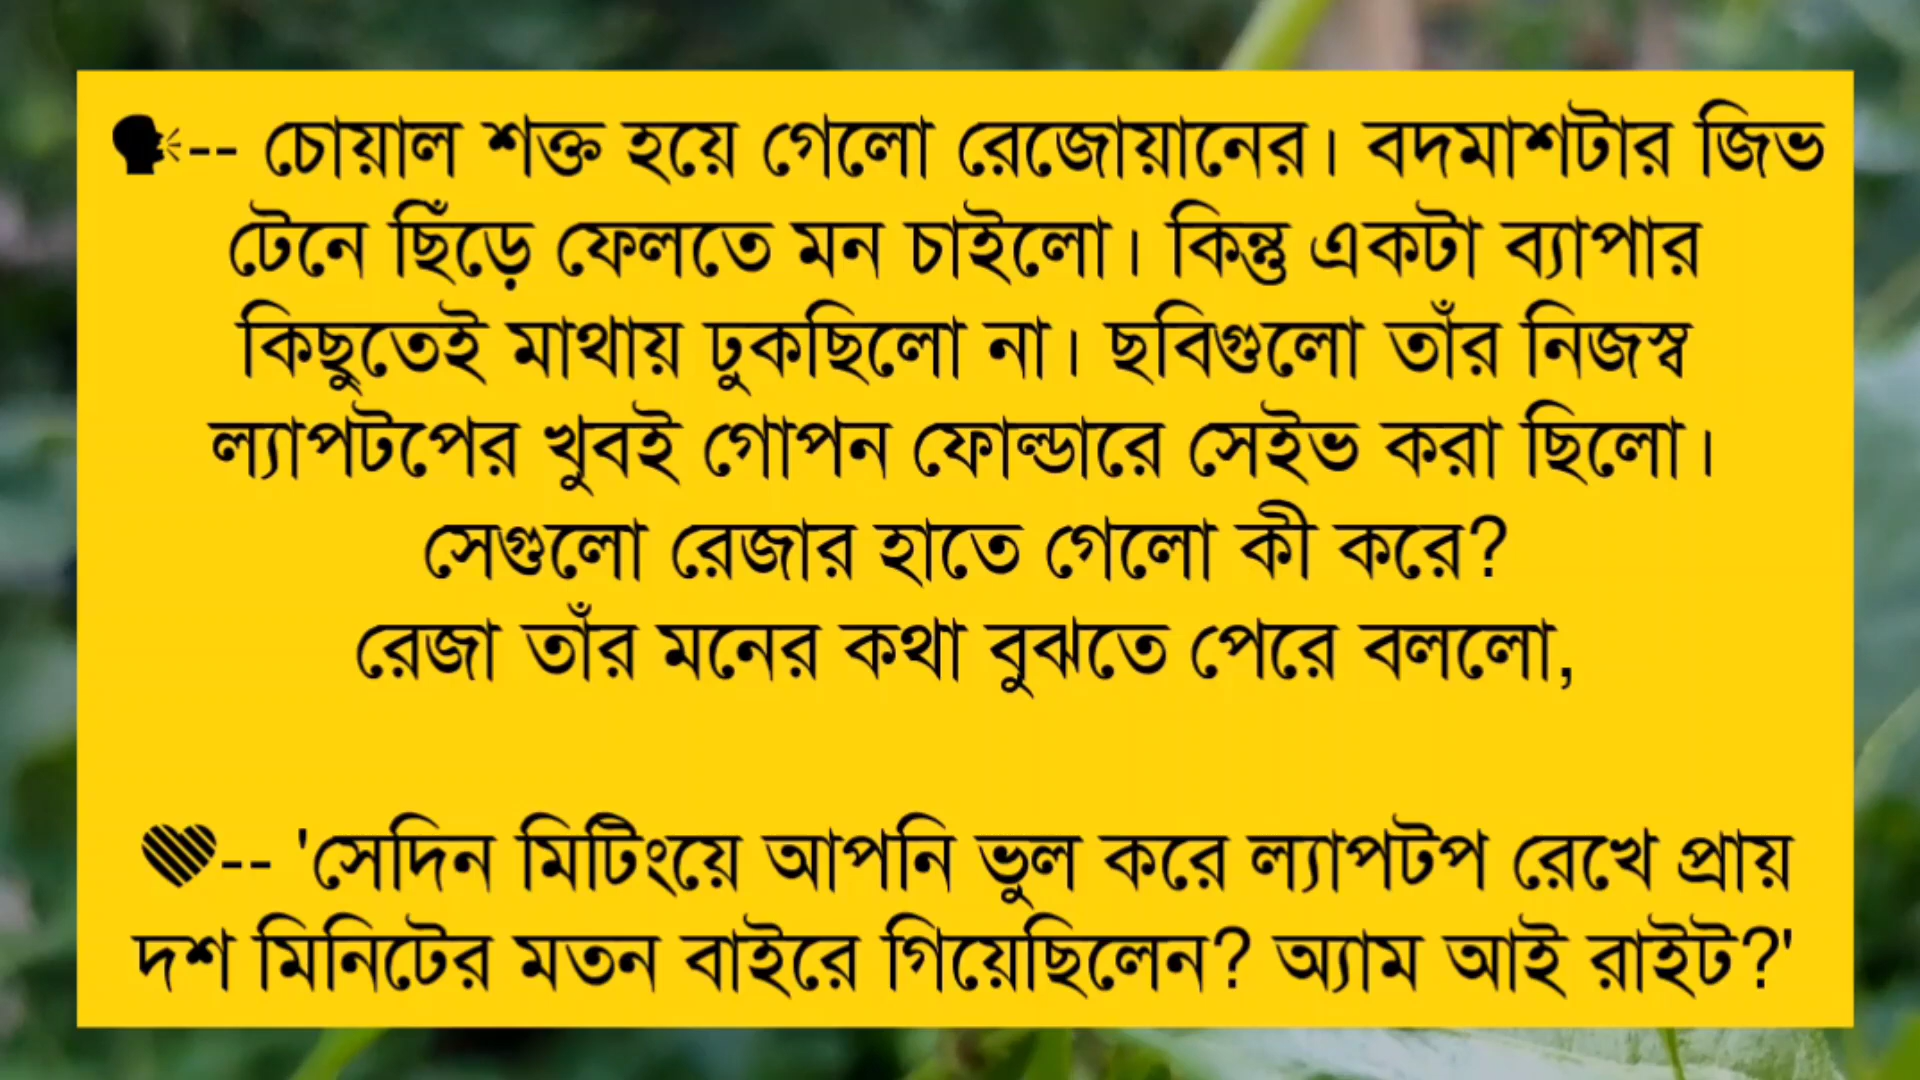 🗣-- চোয়াল শক্ত হয়ে গেলো রেজোয়ানের। বদমাশটার জিভ
টেনে ছিঁড়ে ফেলতে মন চাইলো। কিন্তু একটা ব্যাপার
কিছুতেই মাথায় ঢুকছিলো না। ছবিগুলো তাঁর নিজস্ব
ল্যাপটপের খুবই গোপন ফোল্ডারে সেইভ করা ছিলো।
সেগুলো রেজার হাতে গেলো কী করে?
রেজা তাঁর মনের কথা বুঝতে পেরে বললো,
-- 'সেদিন মিটিংয়ে আপনি ভুল করে ল্যাপটপ রেখে প্রায়
দশ মিনিটের মতন বাইরে গিয়েছিলেন? অ্যাম আই রাইট?'